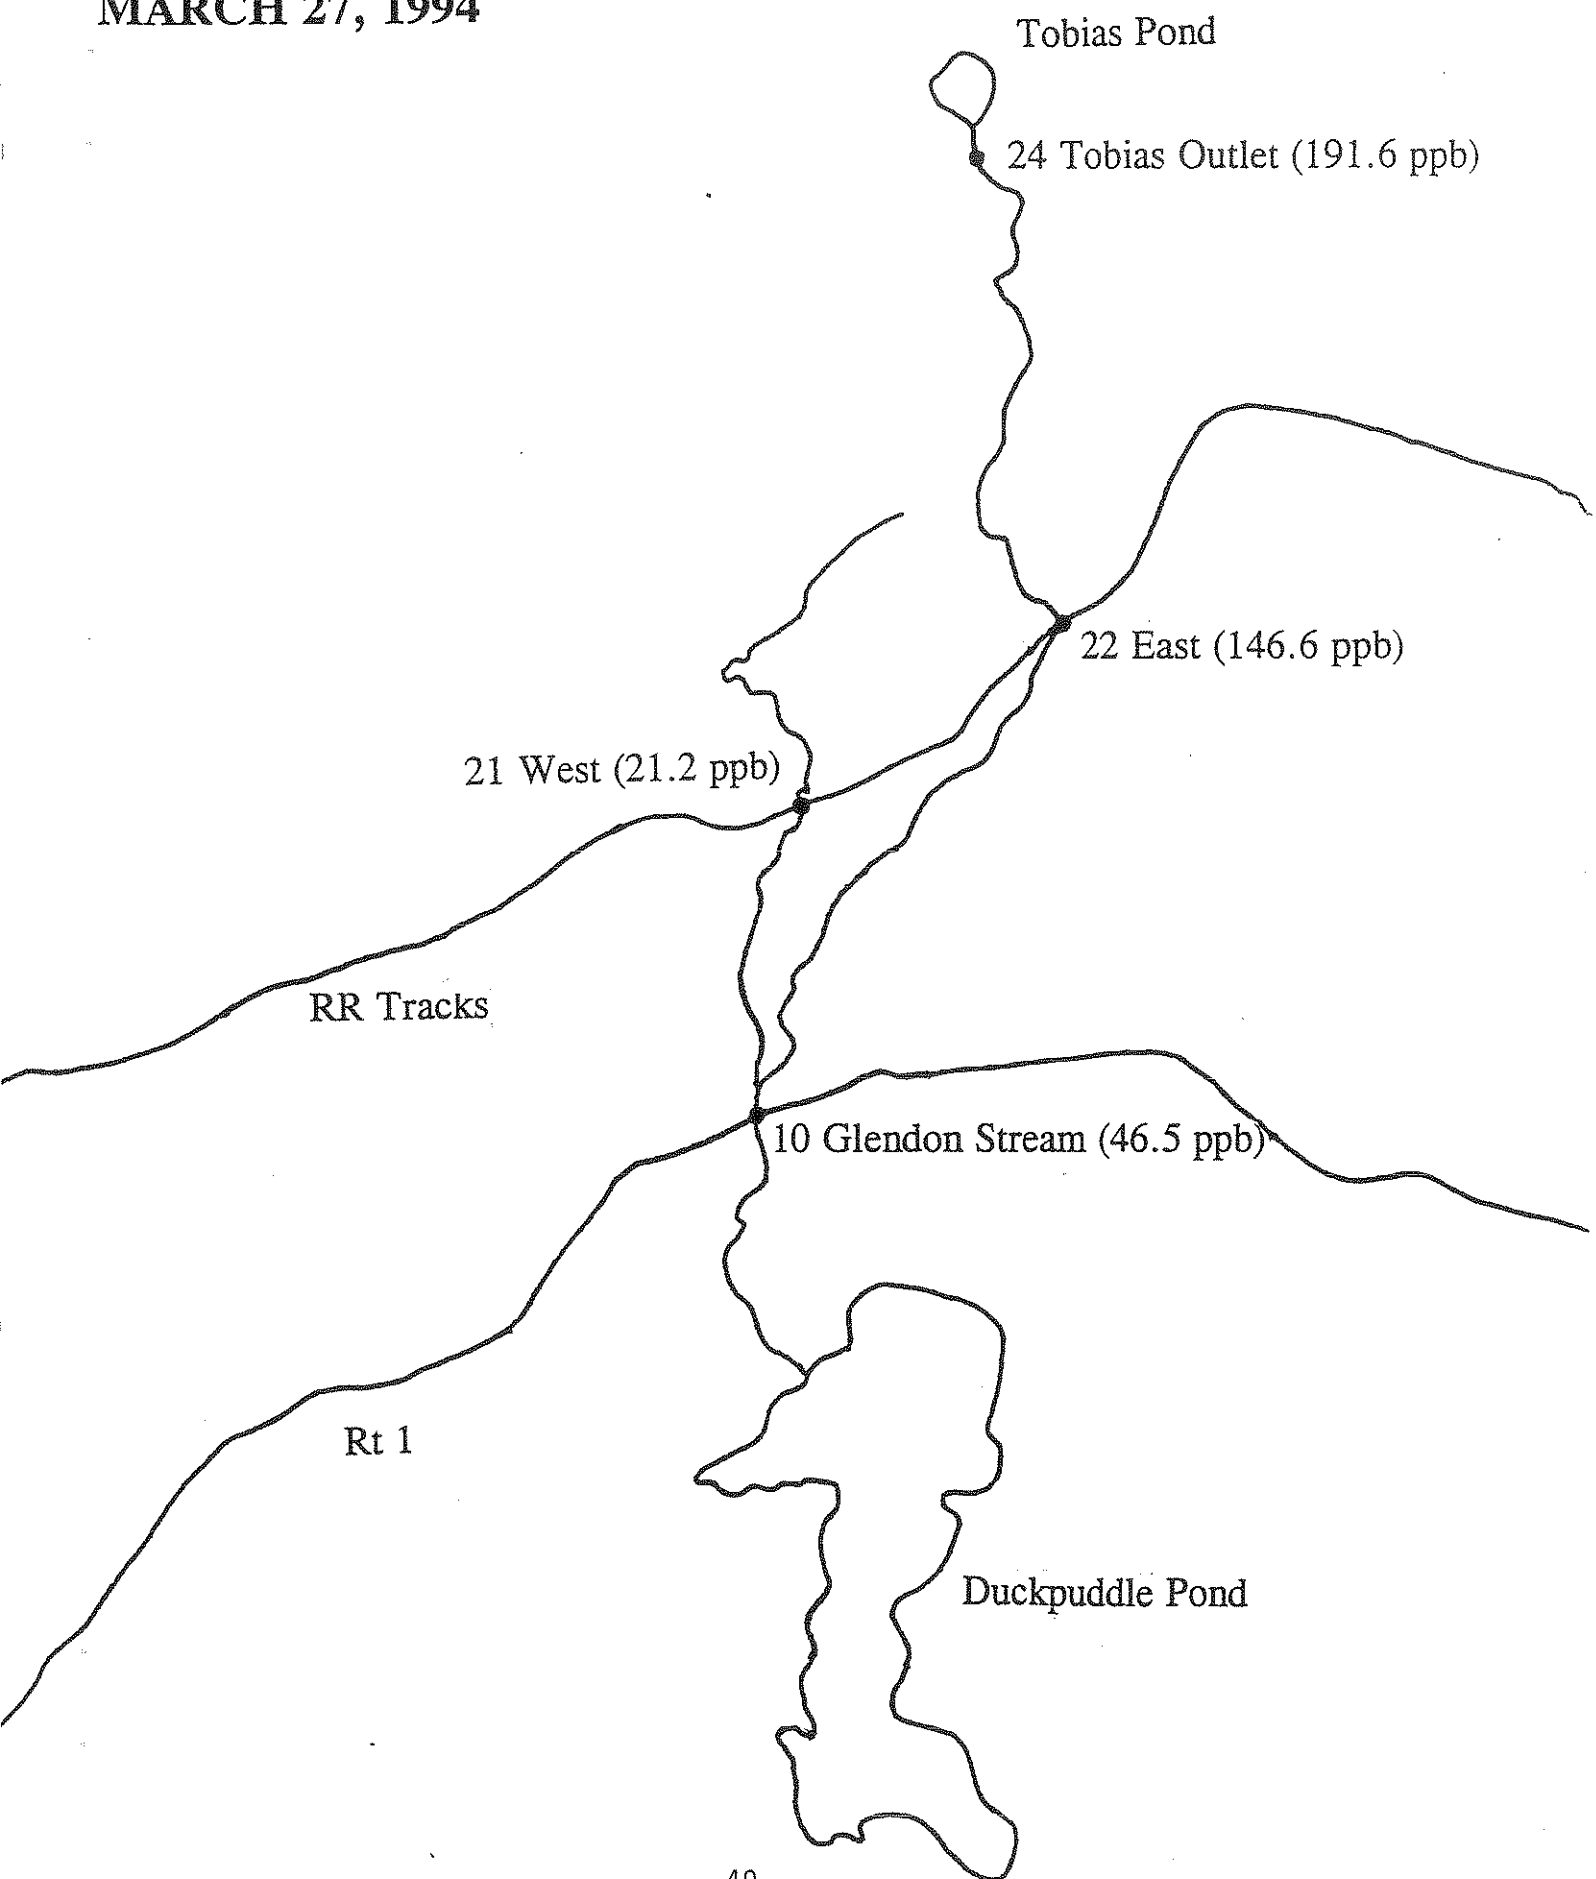 MARCH 27, 1994
Tobias Pond
24 Tobias Outlet (191.6 ppb)
22 East (146.6 ppb)
21 West (21.2 ppb)
RR Tracks
10 Glendon Stream (46.5 ppb)
Rt 1
Duckpuddle Pond